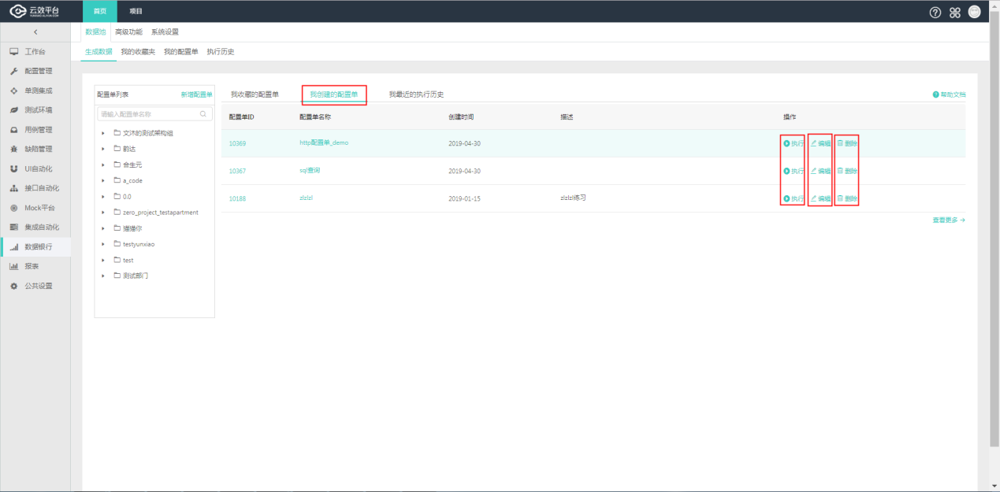 云效平台 首页 项目
YUNXIAO.ALIYUN.COM
数据池 高级功能 系统设置
生成数据 我的收藏夹 我的配置单 执行历史
工作台
配置管理
单测集成
测试环境
用例管理
缺陷管理
UI自动化
接口自动化
Mock平台
集成自动化
数据银行
报表
公共设置
配置单列表 新增配置单
请输入配置单名称
文沐的测试架构组
韵达
合生元
a_code
0.0
zero_project_testapartment
猫猫你
testyunxiao
test
测试部门
我收藏的配置单 我创建的配置单 我最近的执行历史 帮助文档
配置单ID 配置单名称 创建时间 描述 操作
10369 http配置单_demo 2019-04-30 执行 编辑 删除
10367 sql查询 2019-04-30 执行 编辑 删除
10188 zlzlzl 2019-01-15 zlzlzl练习 执行 编辑 删除
查看更多